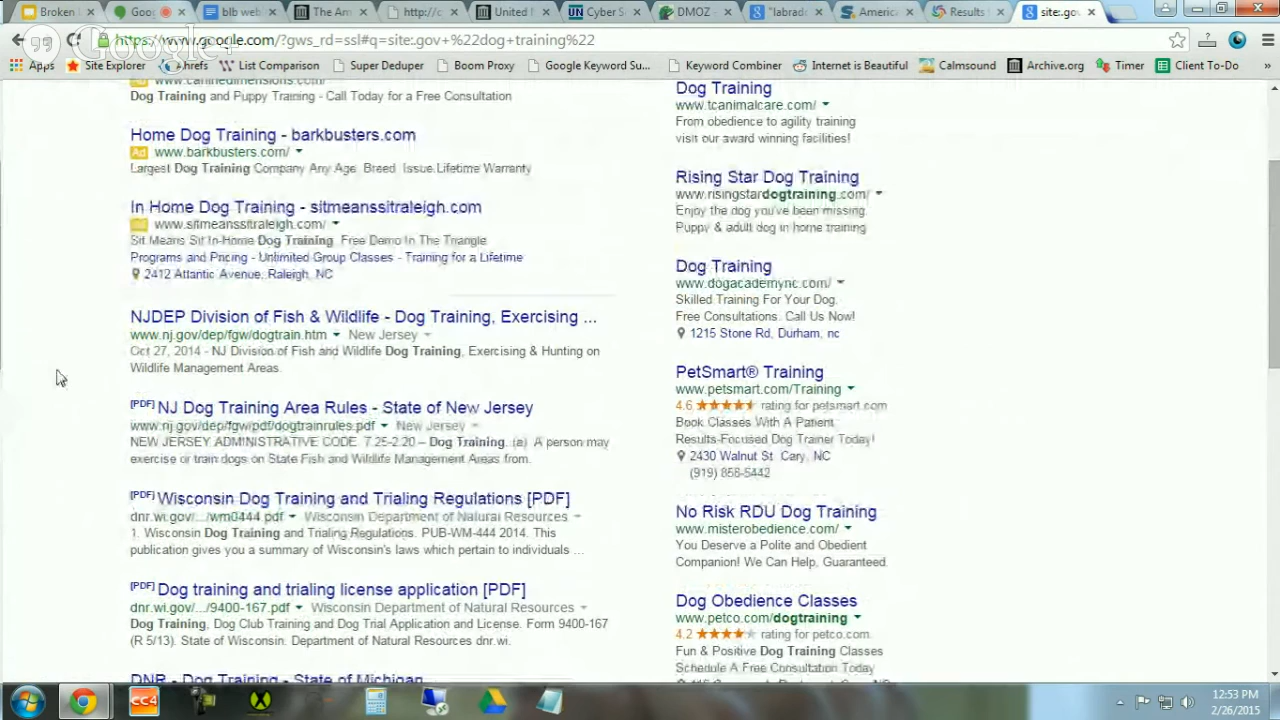 Broken
Goog
blb web
The Am
http://c
United
Cyber S
DMOZ -
"labrad
America
Results
site:.gov
Google+
https://www.google.com/?gws_rd=ssl#q=site:.gov+%22dog+training%22
Apps
Site Explorer
Ahrefs
List Comparison
Super Deduper
Boom Proxy
Google Keyword Su...
Keyword Combiner
Internet is Beautiful
Calmsound
Archive.org
Timer
Client To-Do
»
www.caninedimensions.com/
Dog Training and Puppy Training - Call Today for a Free Consultation
Home Dog Training - barkbusters.com
Ad www.barkbusters.com/
Largest Dog Training Company Any Age. Breed. Issue.Lifetime Warranty
In Home Dog Training - sitmeanssitraleigh.com
www.sitmeanssitraleigh.com/
Sit Means Sit In-Home Dog Training. Free Demo In The Triangle
Programs and Pricing - Unlimited Group Classes - Training for a Lifetime
2412 Atlantic Avenue, Raleigh, NC
NJDEP Division of Fish & Wildlife - Dog Training, Exercising ...
www.nj.gov/dep/fgw/dogtrain.htm New Jersey
Oct 27, 2014 - NJ Division of Fish and Wildlife Dog Training, Exercising & Hunting on
Wildlife Management Areas.
[PDF] NJ Dog Training Area Rules - State of New Jersey
www.nj.gov/dep/fgw/pdf/dogtrainrules.pdf New Jersey
NEW JERSEY ADMINISTRATIVE CODE. 7:25-2.20 – Dog Training. (a). A person may
exercise or train dogs on State Fish and Wildlife Management Areas from.
[PDF] Wisconsin Dog Training and Trialing Regulations [PDF]
dnr.wi.gov/.../wm0444.pdf Wisconsin Department of Natural Resources
1. Wisconsin Dog Training and Trialing Regulations. PUB-WM-444 2014. This
publication gives you a summary of Wisconsin's laws which pertain to individuals ...
[PDF] Dog training and trialing license application [PDF]
dnr.wi.gov/.../9400-167.pdf Wisconsin Department of Natural Resources
Dog Training, Dog Club Training and Dog Trial Application and License. Form 9400-167
(R 5/13). State of Wisconsin. Department of Natural Resources dnr.wi.
DNR - Dog Training - State of Michigan
Dog Training
www.tcanimalcare.com/
From obedience to agility training
visit our award winning facilities!
Rising Star Dog Training
www.risingstardogtraining.com/
Enjoy the dog you've been missing.
Puppy & adult dog in home training
Dog Training
www.dogacademync.com/
Skilled Training For Your Dog.
Free Consultations. Call Us Now!
1215 Stone Rd, Durham, nc
PetSmart® Training
www.petsmart.com/Training
4.6 rating for petsmart.com
Book Classes With A Patient
Results-Focused Dog Trainer Today!
2430 Walnut St. Cary, NC
(919) 858-5442
No Risk RDU Dog Training
www.misterobedience.com/
You Deserve a Polite and Obedient
Companion! We Can Help, Guaranteed.
Dog Obedience Classes
www.petco.com/dogtraining
4.2 rating for petco.com
Fun & Positive Dog Training Classes
Schedule A Free Consultation Today
CC4
12:53 PM
2/26/2015